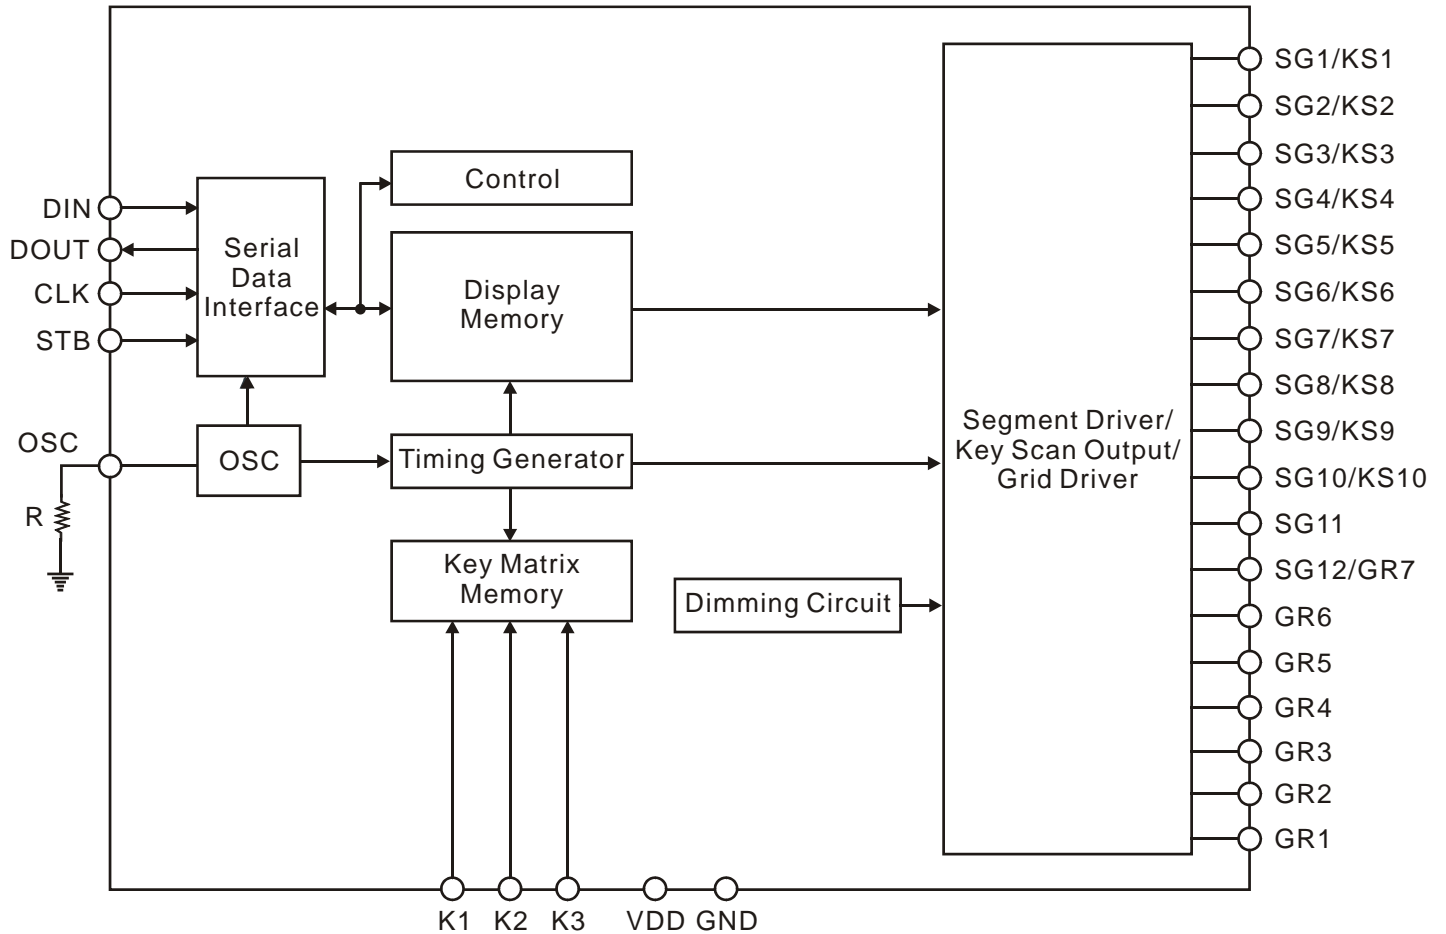 DIN
DOUT
CLK
STB
OSC
R
Serial
Data
Interface
OSC
Control
Display
Memory
Timing Generator
Key Matrix
Memory
Dimming Circuit
Segment Driver/
Key Scan Output/
Grid Driver
SG1/KS1
SG2/KS2
SG3/KS3
SG4/KS4
SG5/KS5
SG6/KS6
SG7/KS7
SG8/KS8
SG9/KS9
SG10/KS10
SG11
SG12/GR7
GR6
GR5
GR4
GR3
GR2
GR1
K1 K2 K3 VDD GND